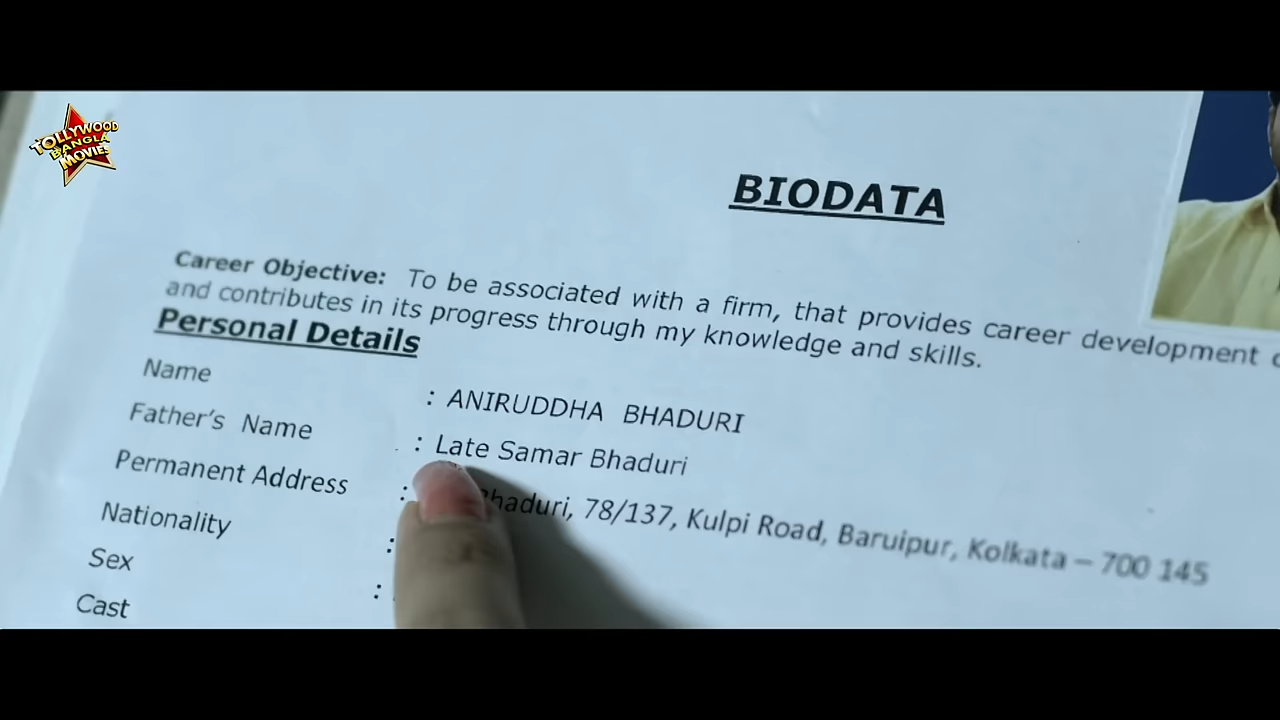 TOLLYWOOD
BANGLA
MOVIES
BIODATA
Career Objective: To be associated with a firm, that provides career development
and contributes in its progress through my knowledge and skills.
Personal Details
Name : ANIRUDDHA BHADURI
Father's Name : Late Samar Bhaduri
Permanent Address : Bhaduri, 78/137, Kulpi Road, Baruipur, Kolkata – 700 145
Nationality :
Sex :
Cast